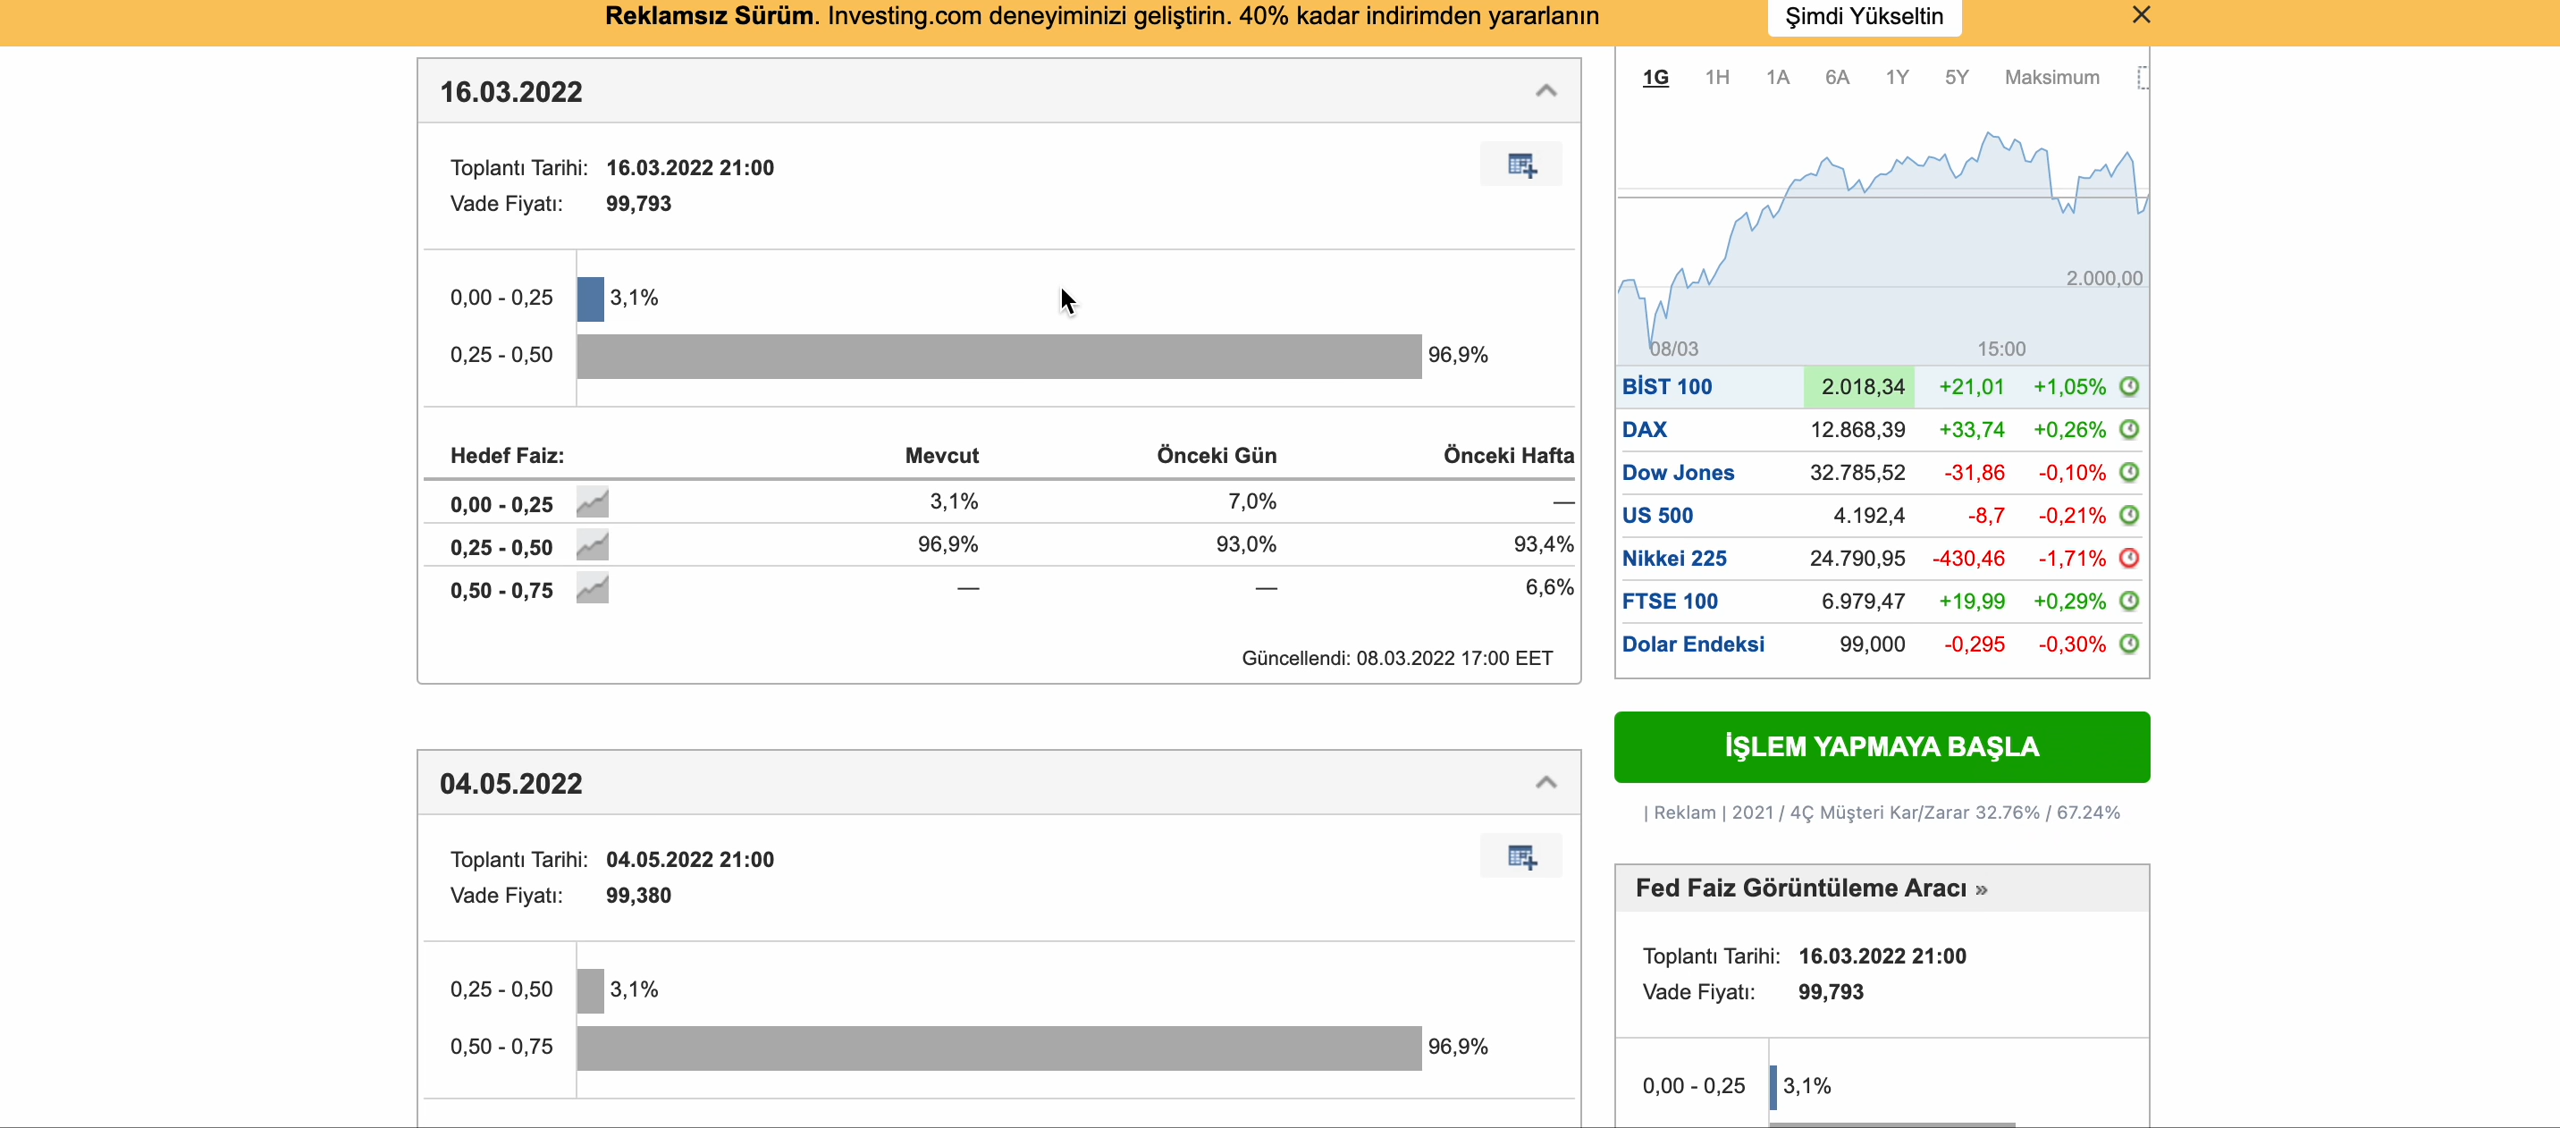 Reklamsız Sürüm. Investing.com deneyiminizi geliştirin. 40% kadar indirimden yararlanın
Şimdi Yükseltin
16.03.2022
Toplantı Tarihi: 16.03.2022 21:00
Vade Fiyatı: 99,793
0,00 - 0,25 3,1%
0,25 - 0,50 96,9%
Hedef Faiz: Mevcut Önceki Gün Önceki Hafta
0,00 - 0,25 3,1% 7,0% —
0,25 - 0,50 96,9% 93,0% 93,4%
0,50 - 0,75 — — 6,6%
Güncellendi: 08.03.2022 17:00 EET
04.05.2022
Toplantı Tarihi: 04.05.2022 21:00
Vade Fiyatı: 99,380
0,25 - 0,50 3,1%
0,50 - 0,75 96,9%
1G 1H 1A 6A 1Y 5Y Maksimum
2.000,00
08/03 15:00
BİST 100 2.018,34 +21,01 +1,05%
DAX 12.868,39 +33,74 +0,26%
Dow Jones 32.785,52 -31,86 -0,10%
US 500 4.192,4 -8,7 -0,21%
Nikkei 225 24.790,95 -430,46 -1,71%
FTSE 100 6.979,47 +19,99 +0,29%
Dolar Endeksi 99,000 -0,295 -0,30%
İŞLEM YAPMAYA BAŞLA
| Reklam | 2021 / 4Ç Müşteri Kar/Zarar 32.76% / 67.24%
Fed Faiz Görüntüleme Aracı »
Toplantı Tarihi: 16.03.2022 21:00
Vade Fiyatı: 99,793
0,00 - 0,25 3,1%